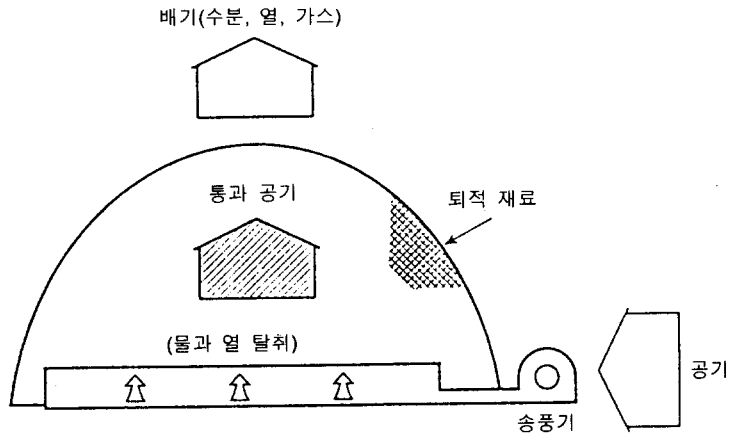 배기(수분, 열, 가스)
통과 공기
퇴적 재료
(물과 열 탈취)
공기
송풍기